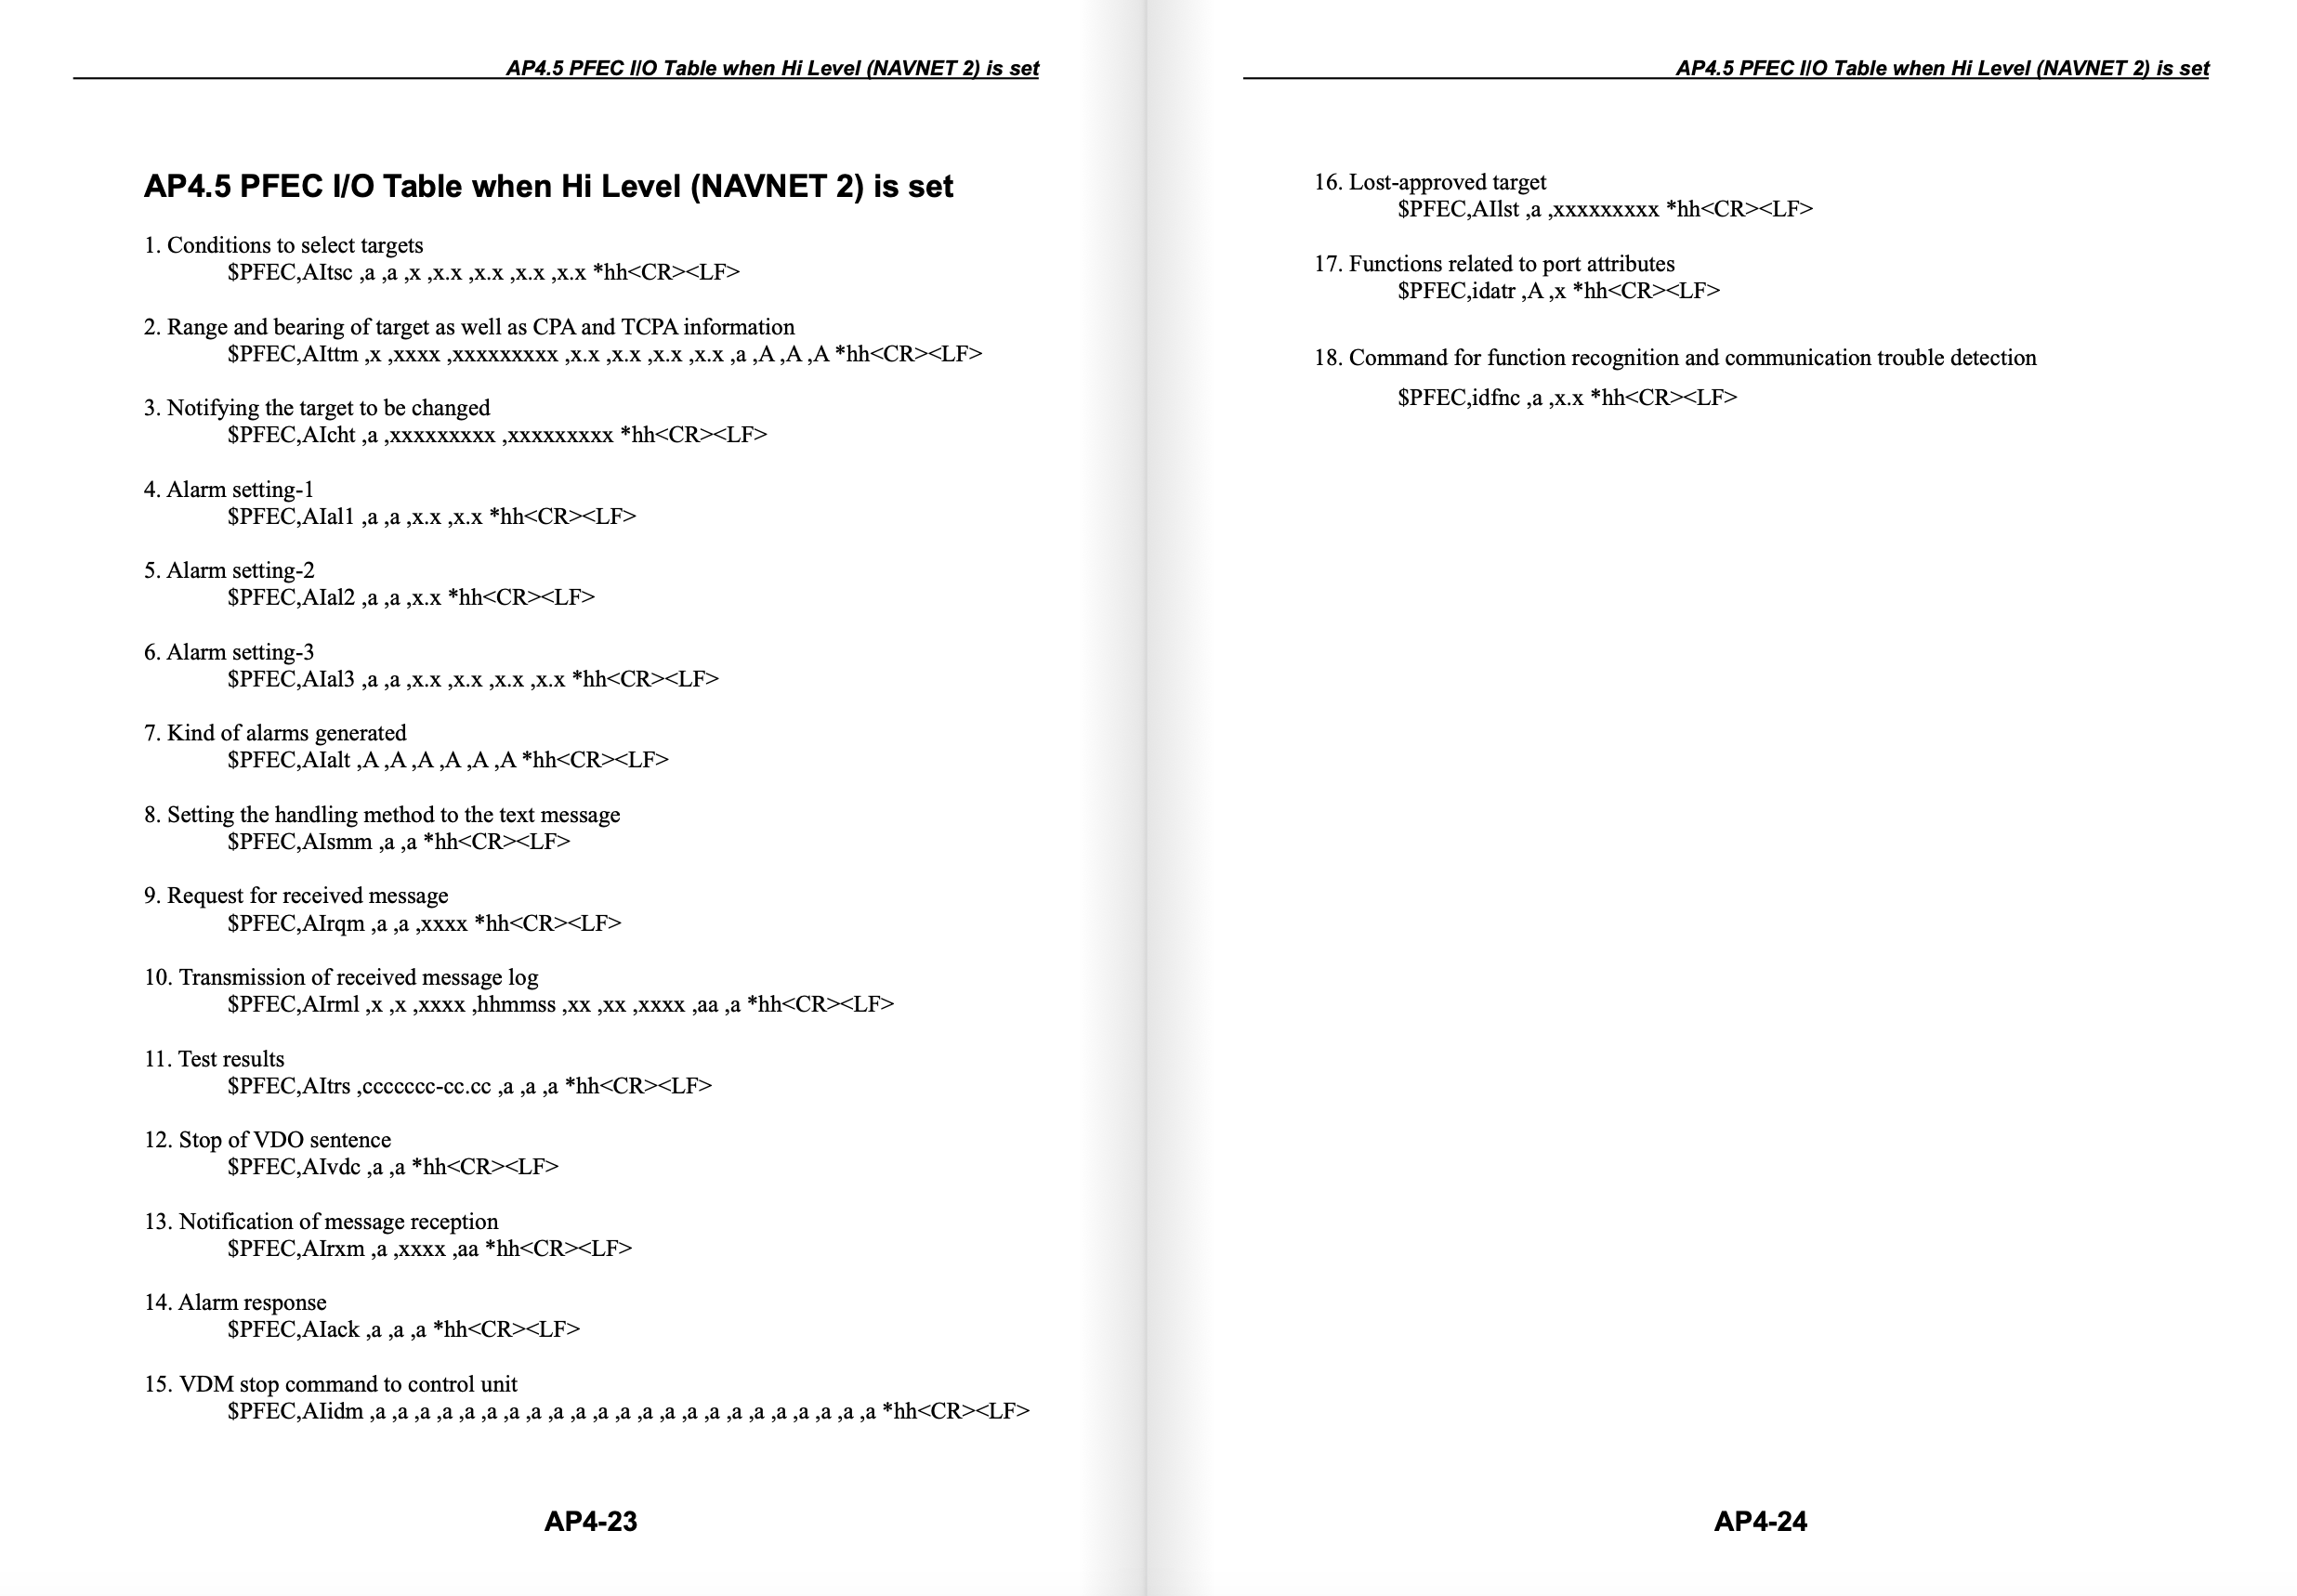 AP4.5 PFEC I/O Table when Hi Level (NAVNET 2) is set
AP4.5 PFEC I/O Table when Hi Level (NAVNET 2) is set
1. Conditions to select targets
$PFEC,AItsc ,a ,a ,x ,x.x ,x.x ,x.x ,x.x *hh<CR><LF>
2. Range and bearing of target as well as CPA and TCPA information
$PFEC,AIttm ,x ,xxxx ,xxxxxxxxx ,x.x ,x.x ,x.x ,x.x ,a ,A ,A ,A *hh<CR><LF>
3. Notifying the target to be changed
$PFEC,AIcht ,a ,xxxxxxxxx ,xxxxxxxxx *hh<CR><LF>
4. Alarm setting-1
$PFEC,AIal1 ,a ,a ,x.x ,x.x *hh<CR><LF>
5. Alarm setting-2
$PFEC,AIal2 ,a ,a ,x.x *hh<CR><LF>
6. Alarm setting-3
$PFEC,AIal3 ,a ,a ,x.x ,x.x ,x.x ,x.x *hh<CR><LF>
7. Kind of alarms generated
$PFEC,AIalt ,A ,A ,A ,A ,A ,A *hh<CR><LF>
8. Setting the handling method to the text message
$PFEC,AIsmm ,a ,a *hh<CR><LF>
9. Request for received message
$PFEC,AIrqm ,a ,a ,xxxx *hh<CR><LF>
10. Transmission of received message log
$PFEC,AIrml ,x ,x ,xxxx ,hhmmss ,xx ,xx ,xxxx ,aa ,a *hh<CR><LF>
11. Test results
$PFEC,AItrs ,ccccccc-cc.cc ,a ,a ,a *hh<CR><LF>
12. Stop of VDO sentence
$PFEC,AIvdc ,a ,a *hh<CR><LF>
13. Notification of message reception
$PFEC,AIrxm ,a ,xxxx ,aa *hh<CR><LF>
14. Alarm response
$PFEC,AIack ,a ,a ,a *hh<CR><LF>
15. VDM stop command to control unit
$PFEC,AIidm ,a ,a ,a ,a ,a ,a ,a ,a ,a ,a ,a ,a ,a ,a ,a ,a ,a ,a ,a ,a ,a ,a ,a *hh<CR><LF>
AP4-23
AP4.5 PFEC I/O Table when Hi Level (NAVNET 2) is set
16. Lost-approved target
$PFEC,AIlst ,a ,xxxxxxxxx *hh<CR><LF>
17. Functions related to port attributes
$PFEC,idatr ,A ,x *hh<CR><LF>
18. Command for function recognition and communication trouble detection
$PFEC,idfnc ,a ,x.x *hh<CR><LF>
AP4-24